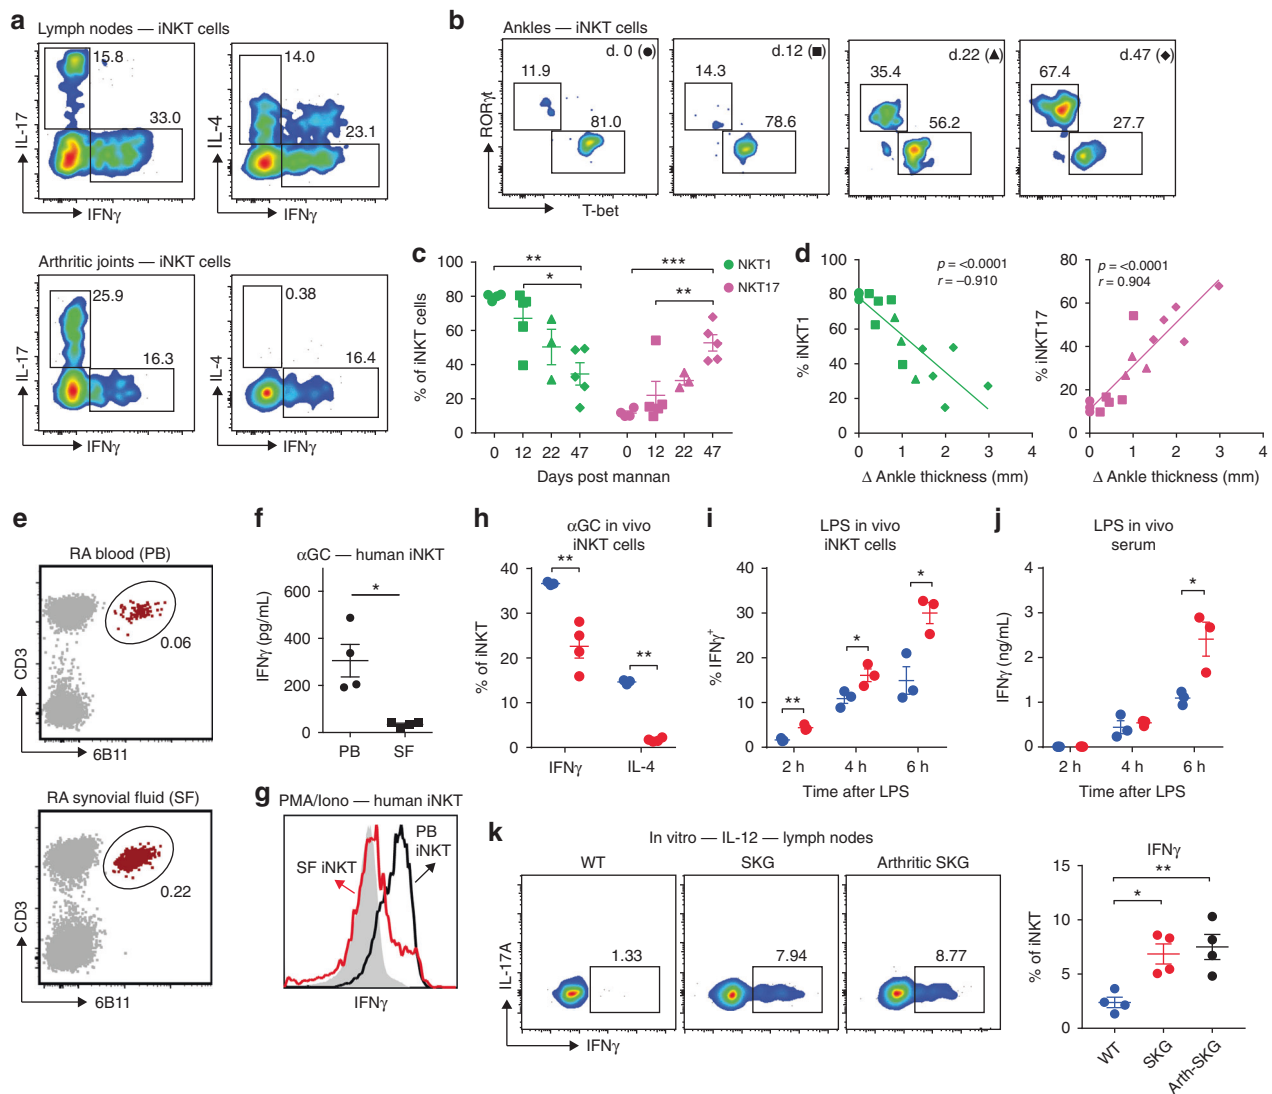 a
Lymph nodes — iNKT cells
15.8
33.0
IL-17
IFNγ
14.0
23.1
IL-4
IFNγ
Arthritic joints — iNKT cells
25.9
16.3
IL-17
IFNγ
0.38
16.4
IL-4
IFNγ
b
Ankles — iNKT cells
d. 0 (●)
11.9
81.0
d.12 (■)
14.3
78.6
d.22 (▲)
35.4
56.2
d.47 (◆)
67.4
27.7
RORγt
T-bet
c
100
80
60
40
20
0
% of iNKT cells
**
*
***
**
NKT1
NKT17
0 12 22 47 0 12 22 47
Days post mannan
d
100
80
60
40
20
0
% iNKT1
p = <0.0001
r = –0.910
0 1 2 3 4
Δ Ankle thickness (mm)
80
60
40
20
0
% iNKT17
p = <0.0001
r = 0.904
0 1 2 3 4
Δ Ankle thickness (mm)
e
RA blood (PB)
0.06
CD3
6B11
RA synovial fluid (SF)
0.22
CD3
6B11
f
αGC — human iNKT
600
400
200
0
IFNγ (pg/mL)
*
PB SF
g
PMA/Iono — human iNKT
PB
iNKT
SF iNKT
IFNγ
h
αGC in vivo
iNKT cells
40
30
20
10
0
% of iNKT
**
**
IFNγ IL-4
i
LPS in vivo
iNKT cells
40
30
20
10
0
% IFNγ+
**
*
*
2 h 4 h 6 h
Time after LPS
j
LPS in vivo
serum
4
3
2
1
0
IFNγ (ng/mL)
*
2 h 4 h 6 h
Time after LPS
k
In vitro — IL-12 — lymph nodes
WT
1.33
SKG
7.94
Arthritic SKG
8.77
IL-17A
IFNγ
IFNγ
15
10
5
0
% of iNKT
**
*
WT
SKG
Arth-SKG